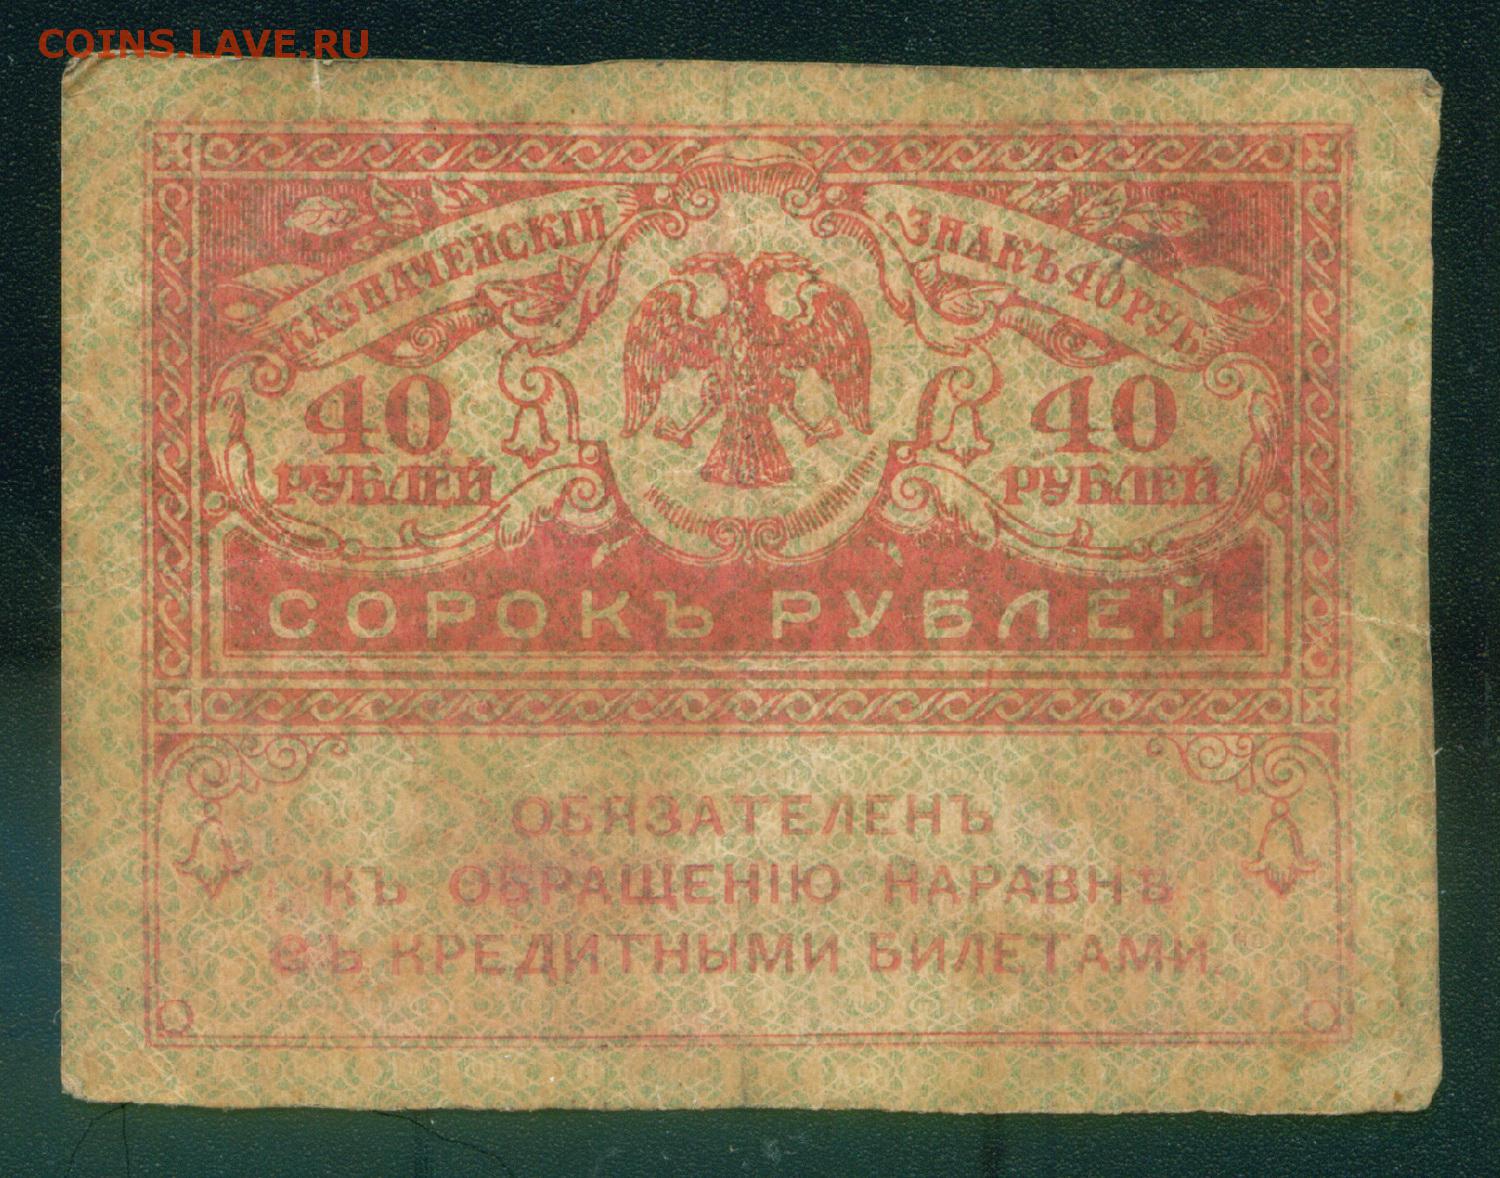 COINS.LAVE.RU
КАЗНАЧЕЙСКІЙ ЗНАКЪ 40 РУБ
40 40
РУБЛЕЙ РУБЛЕЙ
СОРОКЪ РУБЛЕЙ
ОБЯЗАТЕЛЕНЪ
КЪ ОБРАЩЕНІЮ НАРАВНѢ
СЪ КРЕДИТНЫМИ БИЛЕТАМИ.